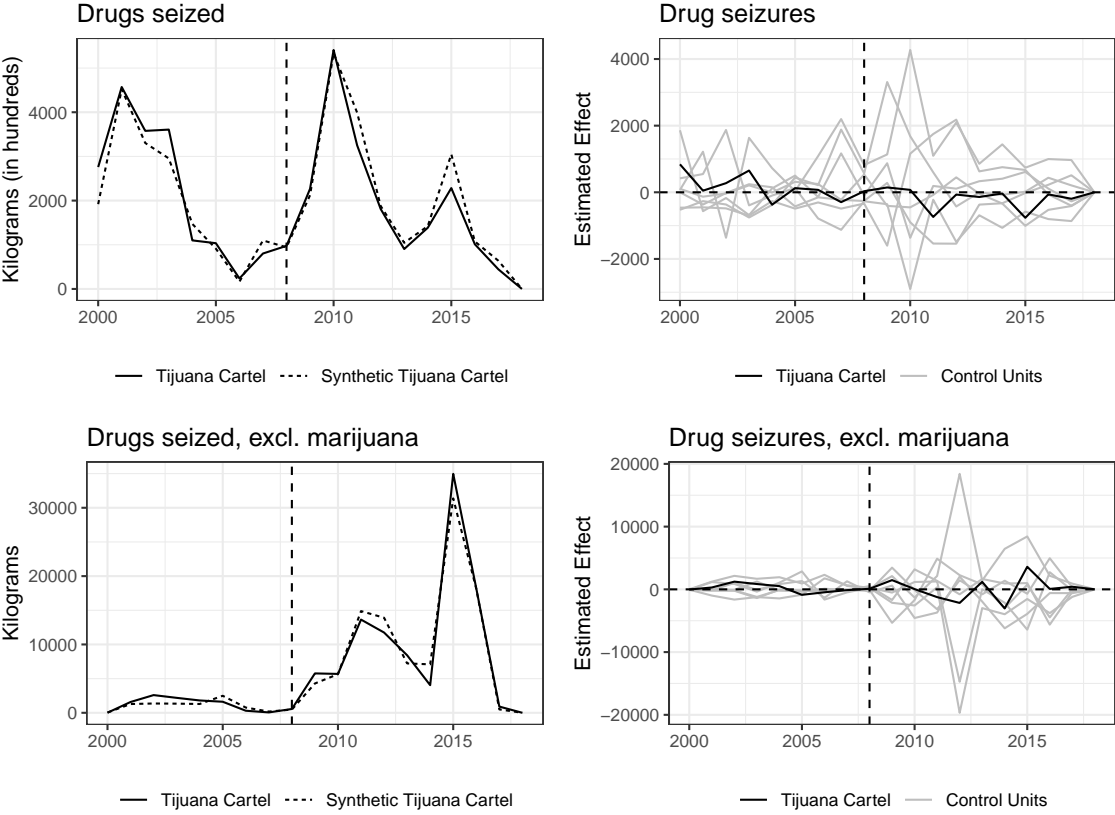 Drugs seized
Kilograms (in hundreds)
4000
2000
0
2000 2005 2010 2015
Tijuana Cartel Synthetic Tijuana Cartel
Drug seizures
Estimated Effect
4000
2000
0
−2000
2000 2005 2010 2015
Tijuana Cartel Control Units
Drugs seized, excl. marijuana
Kilograms
30000
20000
10000
0
2000 2005 2010 2015
Tijuana Cartel Synthetic Tijuana Cartel
Drug seizures, excl. marijuana
Estimated Effect
20000
10000
0
−10000
−20000
2000 2005 2010 2015
Tijuana Cartel Control Units